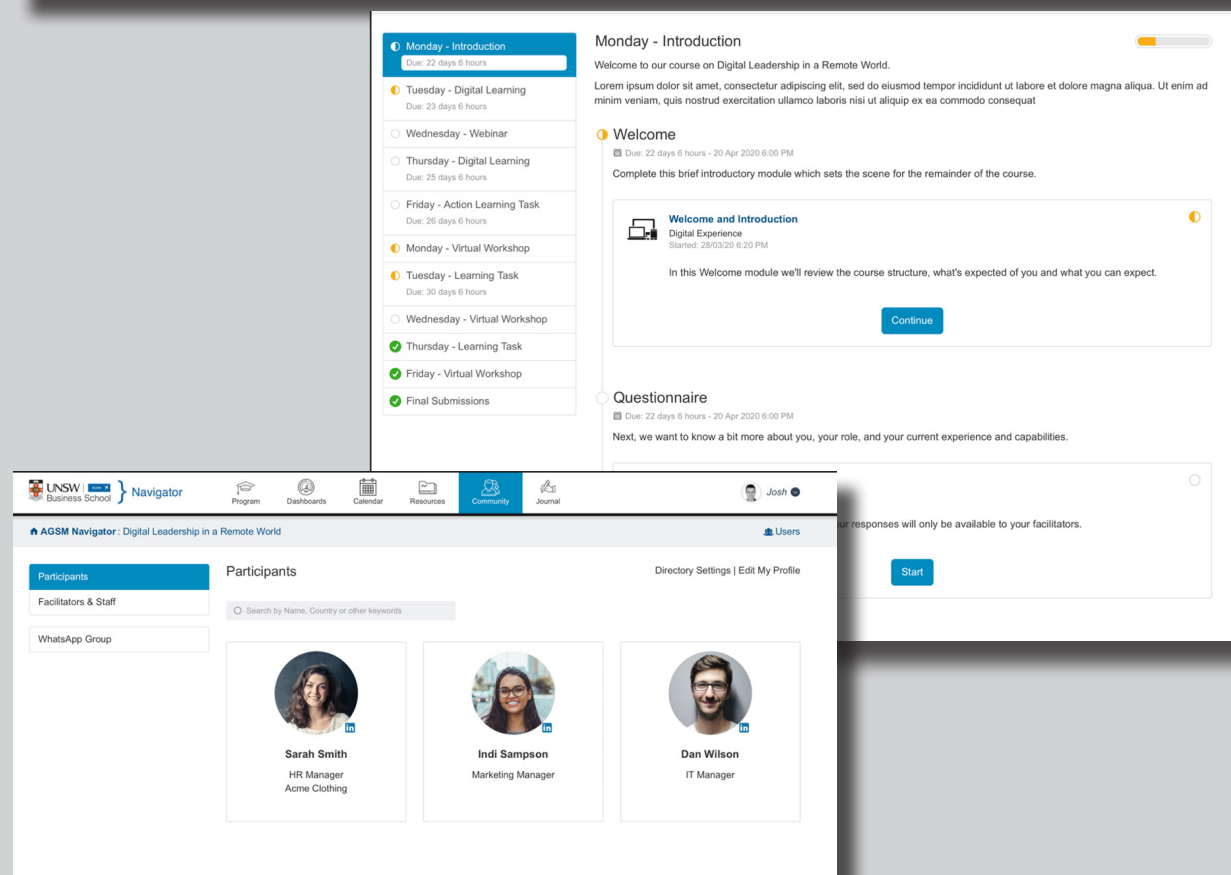 Monday - Introduction
Due: 22 days 6 hours
Tuesday - Digital Learning
Due: 23 days 6 hours
Wednesday - Webinar
Thursday - Digital Learning
Due: 25 days 6 hours
Friday - Action Learning Task
Due: 26 days 6 hours
Monday - Virtual Workshop
Tuesday - Learning Task
Due: 30 days 6 hours
Wednesday - Virtual Workshop
Thursday - Learning Task
Friday - Virtual Workshop
Final Submissions
Monday - Introduction
Welcome to our course on Digital Leadership in a Remote World.
Lorem ipsum dolor sit amet, consectetur adipiscing elit, sed do eiusmod tempor incididunt ut labore et dolore magna aliqua. Ut enim ad
minim veniam, quis nostrud exercitation ullamco laboris nisi ut aliquip ex ea commodo consequat
Welcome
Due: 22 days 6 hours - 20 Apr 2020 6:00 PM
Complete this brief introductory module which sets the scene for the remainder of the course.
Welcome and Introduction
Digital Experience
Started: 28/03/20 6:20 PM
In this Welcome module we'll review the course structure, what's expected of you and what you can expect.
Continue
Questionnaire
Due: 22 days 6 hours - 20 Apr 2020 6:00 PM
Next, we want to know a bit more about you, your role, and your current experience and capabilities.
ur responses will only be available to your facilitators.
Start
UNSW
Business School
Navigator
Program
Dashboards
Calendar
Resources
Community
Journal
Josh
AGSM Navigator : Digital Leadership in a Remote World
Users
Participants
Facilitators & Staff
WhatsApp Group
Participants
Directory Settings | Edit My Profile
Search by Name, Country or other keywords
in
Sarah Smith
HR Manager
Acme Clothing
in
Indi Sampson
Marketing Manager
in
Dan Wilson
IT Manager